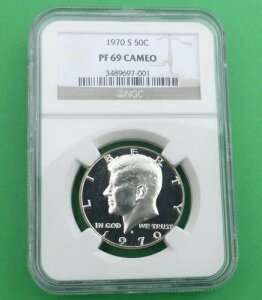 1970 S 50C
PF 69 CAMEO
3489697-001
NGC
LIBERTY
IN GOD WE TRUST
1970